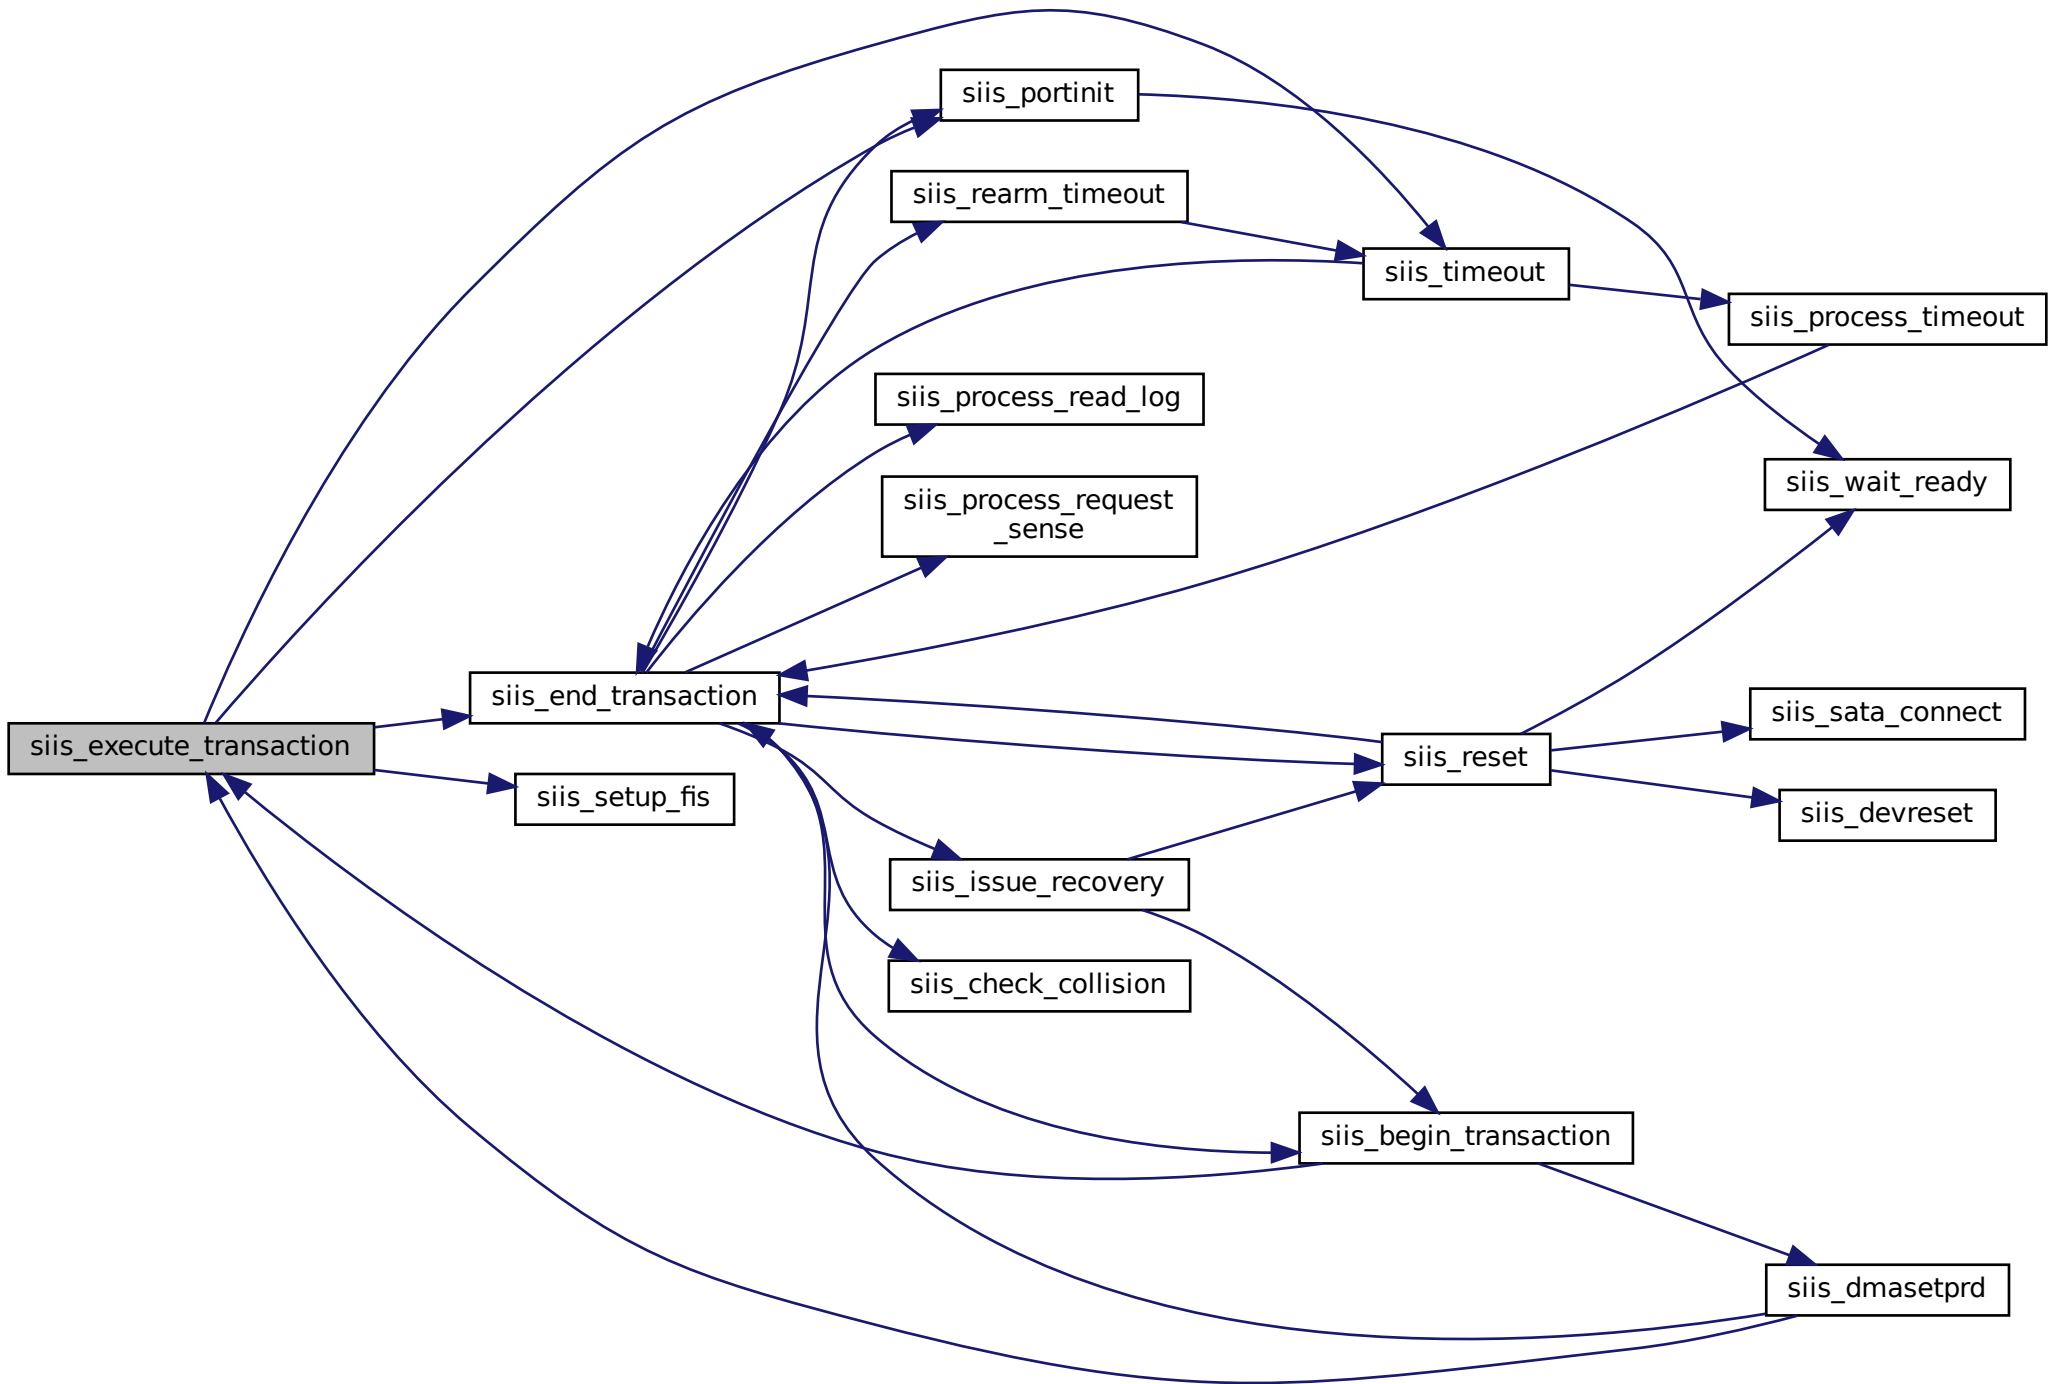 siis_portinit
siis_rearm_timeout
siis_timeout
siis_process_timeout
siis_process_read_log
siis_wait_ready
siis_process_request
_sense
siis_end_transaction
siis_sata_connect
siis_execute_transaction
siis_reset
siis_setup_fis
siis_devreset
siis_issue_recovery
siis_check_collision
siis_begin_transaction
siis_dmasetprd